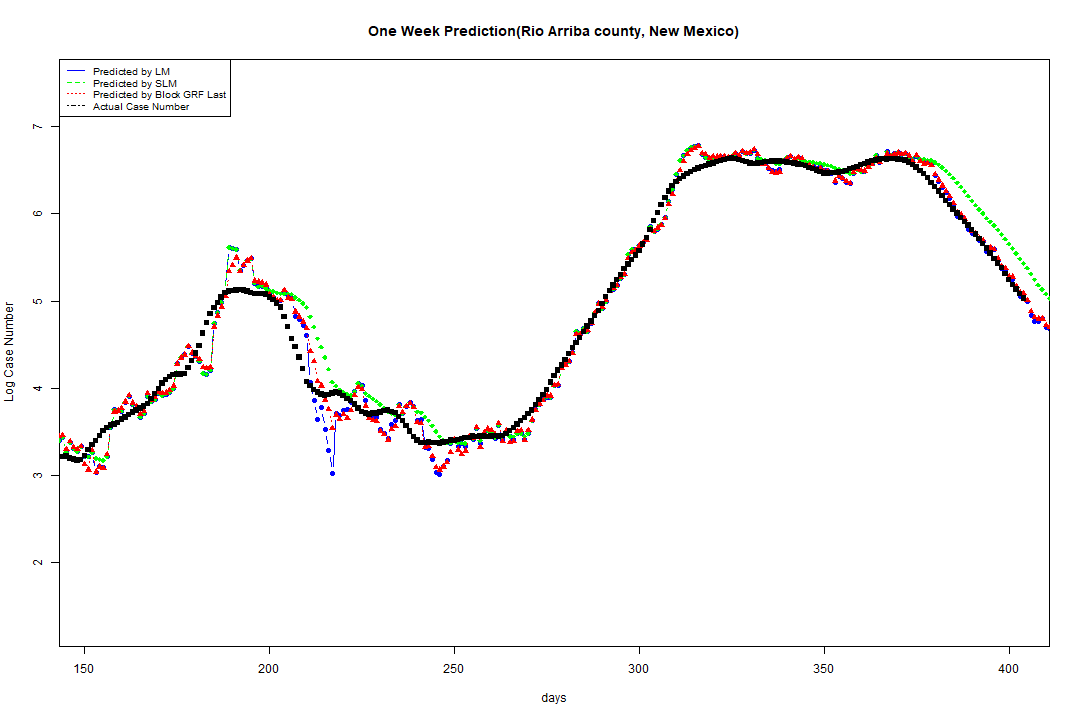 One Week Prediction(Rio Arriba county, New Mexico)
Predicted by LM
Predicted by SLM
Predicted by Block GRF Last
Actual Case Number
Log Case Number
7
6
5
4
3
2
150 200 250 300 350 400
days